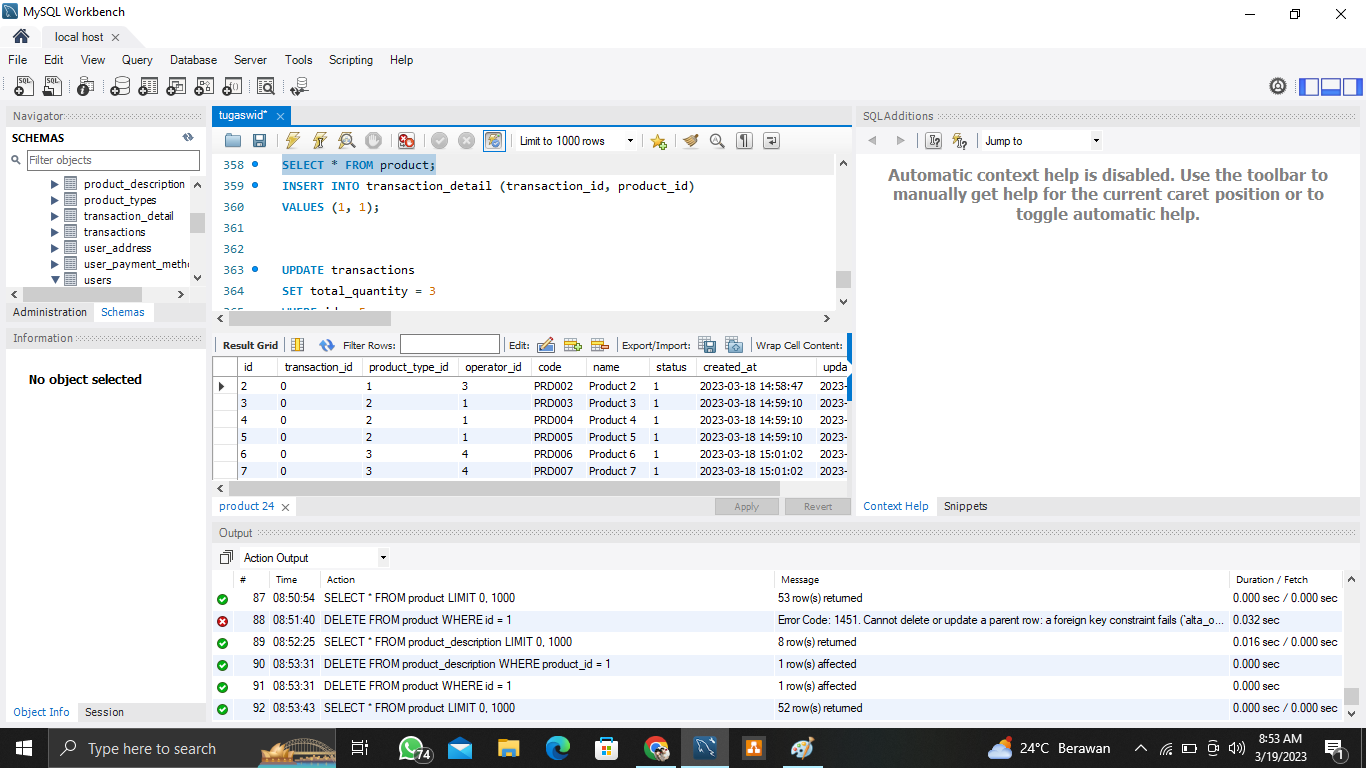 MySQL Workbench
local host
File Edit View Query Database Server Tools Scripting Help
Navigator
SCHEMAS
Filter objects
product_description
product_types
transaction_detail
transactions
user_address
user_payment_meth
users
Administration Schemas
Information
No object selected
Object Info Session
tugaswid*
Limit to 1000 rows
358 SELECT * FROM product;
359 INSERT INTO transaction_detail (transaction_id, product_id)
360 VALUES (1, 1);
361
362
363 UPDATE transactions
364 SET total_quantity = 3
Result Grid Filter Rows: Edit: Export/Import: Wrap Cell Content:
id transaction_id product_type_id operator_id code name status created_at upda
2 0 1 3 PRD002 Product 2 1 2023-03-18 14:58:47 2023-
3 0 2 1 PRD003 Product 3 1 2023-03-18 14:59:10 2023-
4 0 2 1 PRD004 Product 4 1 2023-03-18 14:59:10 2023-
5 0 2 1 PRD005 Product 5 1 2023-03-18 14:59:10 2023-
6 0 3 4 PRD006 Product 6 1 2023-03-18 15:01:02 2023-
7 0 3 4 PRD007 Product 7 1 2023-03-18 15:01:02 2023-
product 24
Apply Revert
SQLAdditions
Jump to
Automatic context help is disabled. Use the toolbar to
manually get help for the current caret position or to
toggle automatic help.
Context Help Snippets
Output
Action Output
# Time Action Message Duration / Fetch
87 08:50:54 SELECT * FROM product LIMIT 0, 1000 53 row(s) returned 0.000 sec / 0.000 sec
88 08:51:40 DELETE FROM product WHERE id = 1 Error Code: 1451. Cannot delete or update a parent row: a foreign key constraint fails (`alta_o... 0.032 sec
89 08:52:25 SELECT * FROM product_description LIMIT 0, 1000 8 row(s) returned 0.016 sec / 0.000 sec
90 08:53:31 DELETE FROM product_description WHERE product_id = 1 1 row(s) affected 0.000 sec
91 08:53:31 DELETE FROM product WHERE id = 1 1 row(s) affected 0.000 sec
92 08:53:43 SELECT * FROM product LIMIT 0, 1000 52 row(s) returned 0.000 sec / 0.000 sec
Type here to search
74
24°C Berawan
8:53 AM
3/19/2023
1